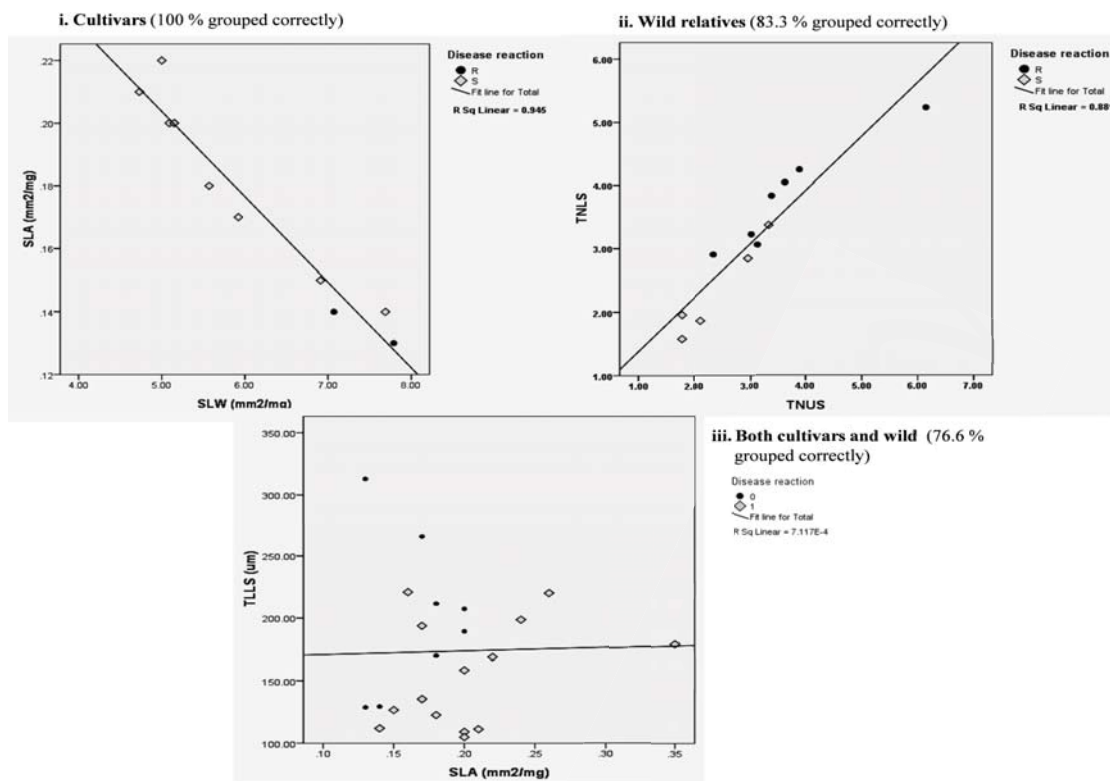 i. Cultivars (100 % grouped correctly)
.22
.20
.18
.16
.14
.12
SLA (mm2/mg)
4.00 5.00 6.00 7.00 8.00
SLW (mm2/mg)
Disease reaction
R
S
Fit line for Total
R Sq Linear = 0.945
ii. Wild relatives (83.3 % grouped correctly)
6.00
5.00
4.00
3.00
2.00
1.00
TNLS
1.00 2.00 3.00 4.00 5.00 6.00 7.00
TNUS
Disease reaction
R
S
Fit line for Total
R Sq Linear =
iii. Both cultivars and wild (76.6 %
grouped correctly)
350.00
300.00
250.00
200.00
150.00
100.00
TLLS (um)
.10 .15 .20 .25 .30 .35
SLA (mm2/mg)
Disease reaction
0
1
Fit line for Total
R Sq Linear = 7.117E-4